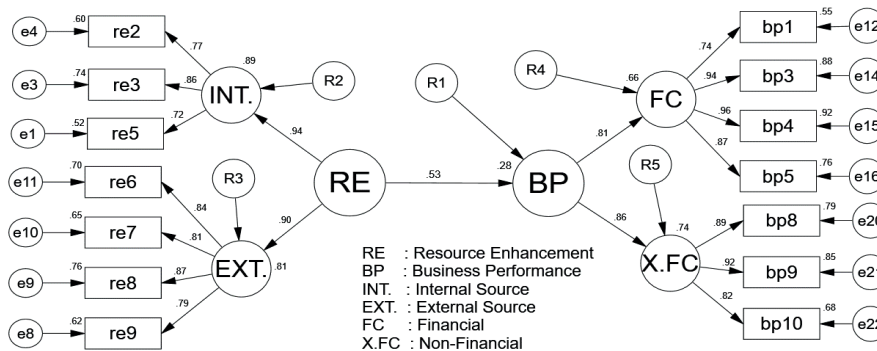 e4
.60
re2
.77
.89
e3
.74
re3
.86
INT.
R2
e1
.52
re5
.72
.94
e11
.70
re6
.84
R3
e10
.65
re7
.81
.90
e9
.76
re8
.87
EXT.
.81
e8
.62
re9
.79
RE
.53
R1
.28
BP
.81
.86
R4
.66
FC
.74
bp1
.55
e12
.94
bp3
.88
e14
.96
bp4
.92
e15
.87
bp5
.76
e16
R5
.74
X.FC
.89
bp8
.79
e20
.92
bp9
.85
e21
.82
bp10
.68
e22
RE : Resource Enhancement
BP : Business Performance
INT. : Internal Source
EXT. : External Source
FC : Financial
X.FC : Non-Financial